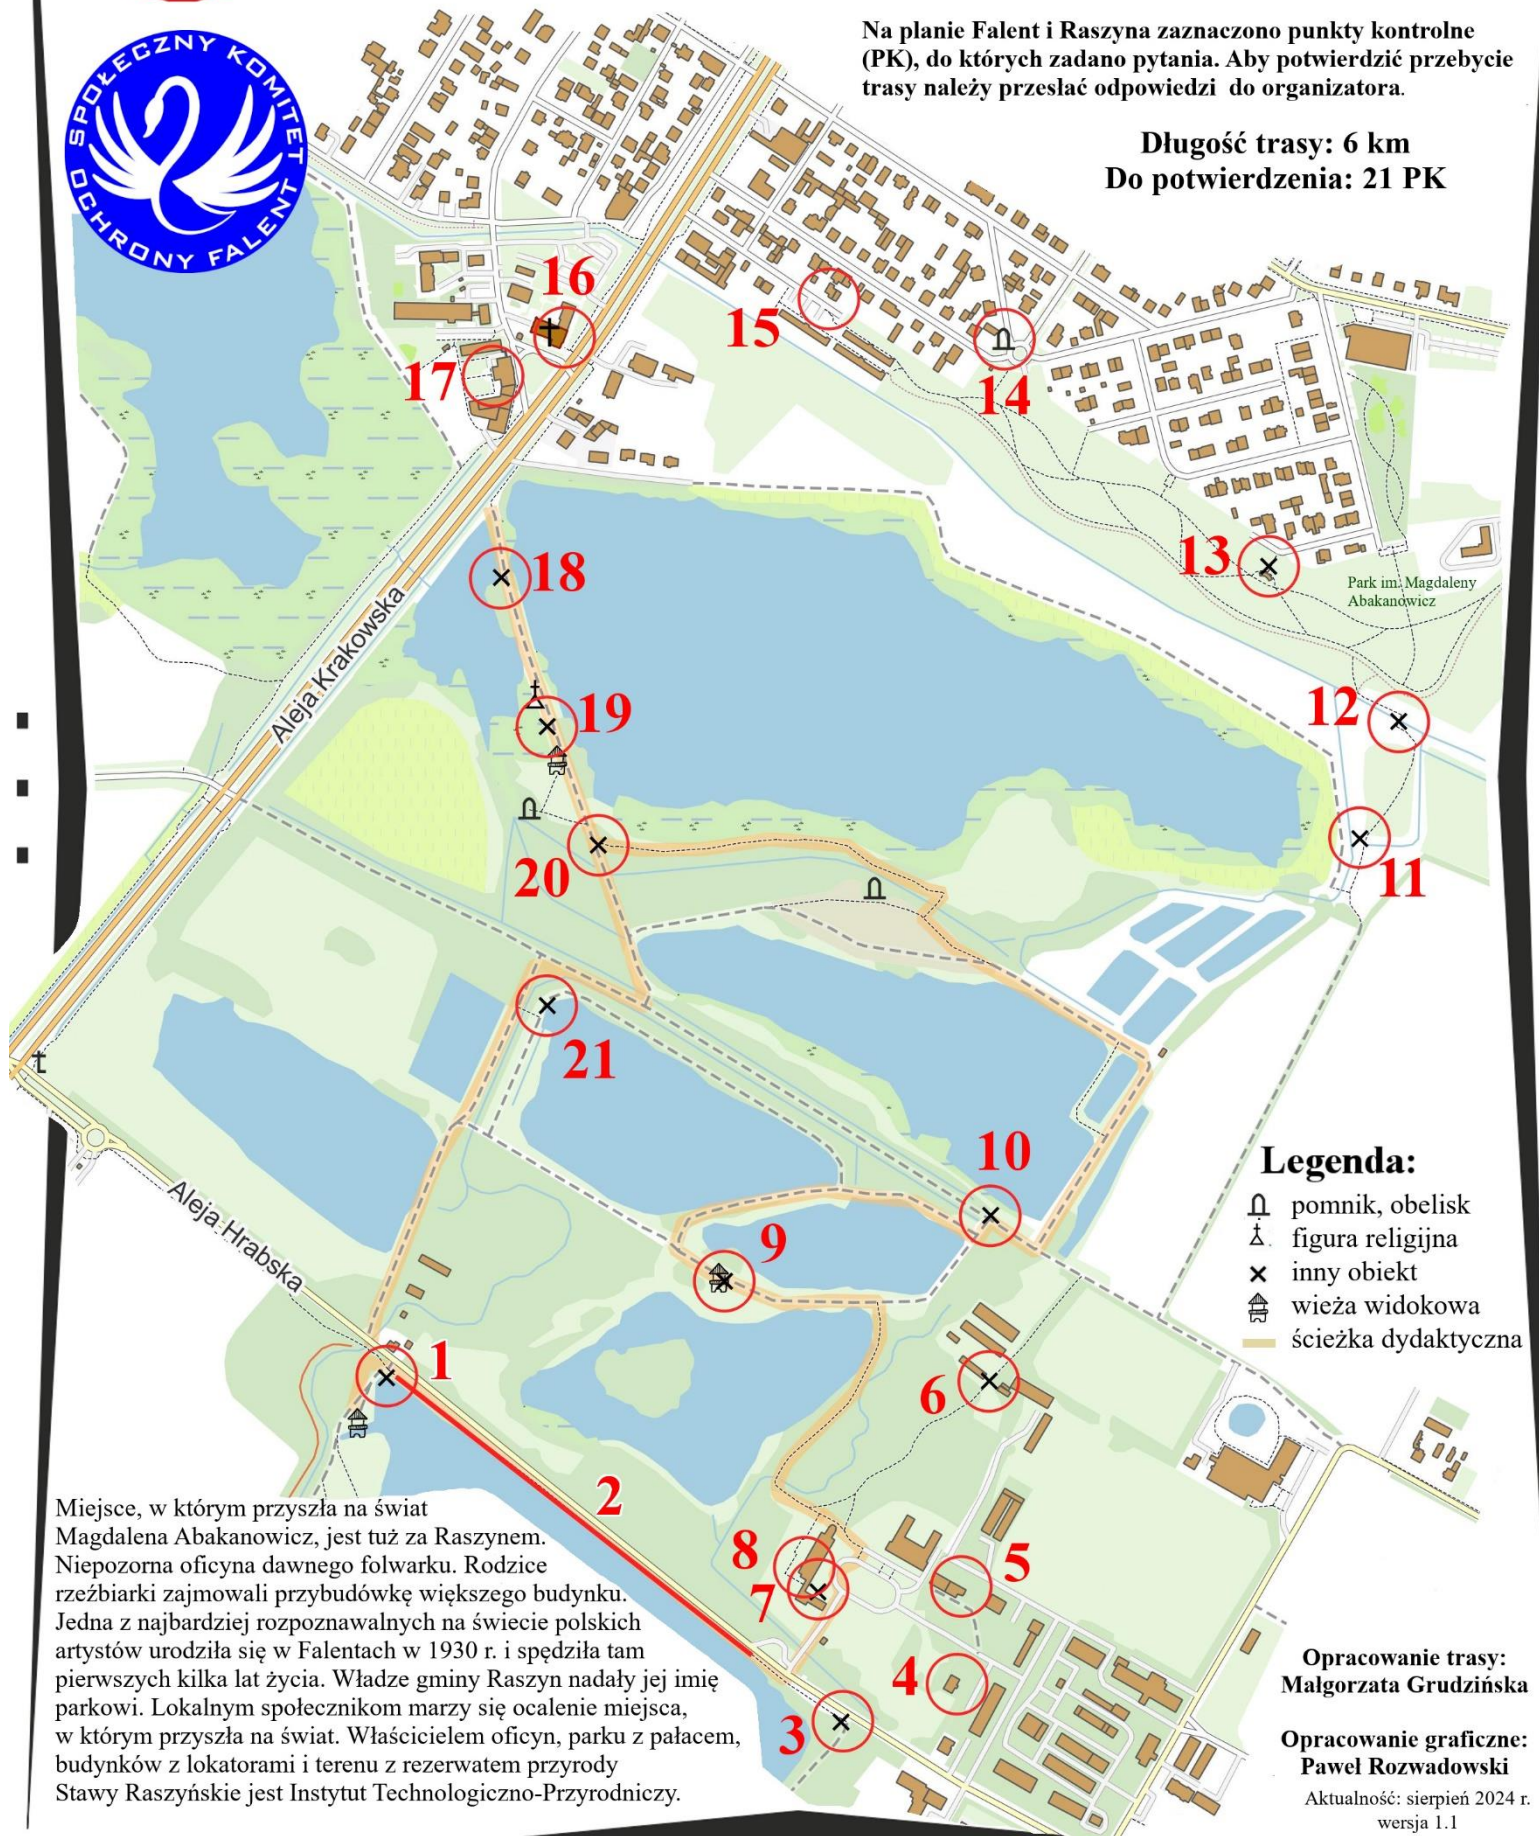 SPOŁECZNY KOMITET
OCHRONY FALENT
Na planie Falent i Raszyna zaznaczono punkty kontrolne
(PK), do których zadano pytania. Aby potwierdzić przebycie
trasy należy przesłać odpowiedzi do organizatora.
Długość trasy: 6 km
Do potwierdzenia: 21 PK
16
15
17
14
18
13
Park im. Magdaleny
Abakanowicz
Aleja Krakowska
19
12
20
11
21
10
Aleja Hrabska
9
Legenda:
pomnik, obelisk
figura religijna
inny obiekt
wieża widokowa
ścieżka dydaktyczna
1
6
2
8
5
7
4
3
Miejsce, w którym przyszła na świat
Magdalena Abakanowicz, jest tuż za Raszynem.
Niepozorna oficyna dawnego folwarku. Rodzice
rzeźbiarki zajmowali przybudówkę większego budynku.
Jedna z najbardziej rozpoznawalnych na świecie polskich
artystów urodziła się w Falentach w 1930 r. i spędziła tam
pierwszych kilka lat życia. Władze gminy Raszyn nadały jej imię
parkowi. Lokalnym społecznikom marzy się ocalenie miejsca,
w którym przyszła na świat. Właścicielem oficyn, parku z pałacem,
budynków z lokatorami i terenu z rezerwatem przyrody
Stawy Raszyńskie jest Instytut Technologiczno-Przyrodniczy.
Opracowanie trasy:
Małgorzata Grudzińska
Opracowanie graficzne:
Paweł Rozwadowski
Aktualność: sierpień 2024 r.
wersja 1.1